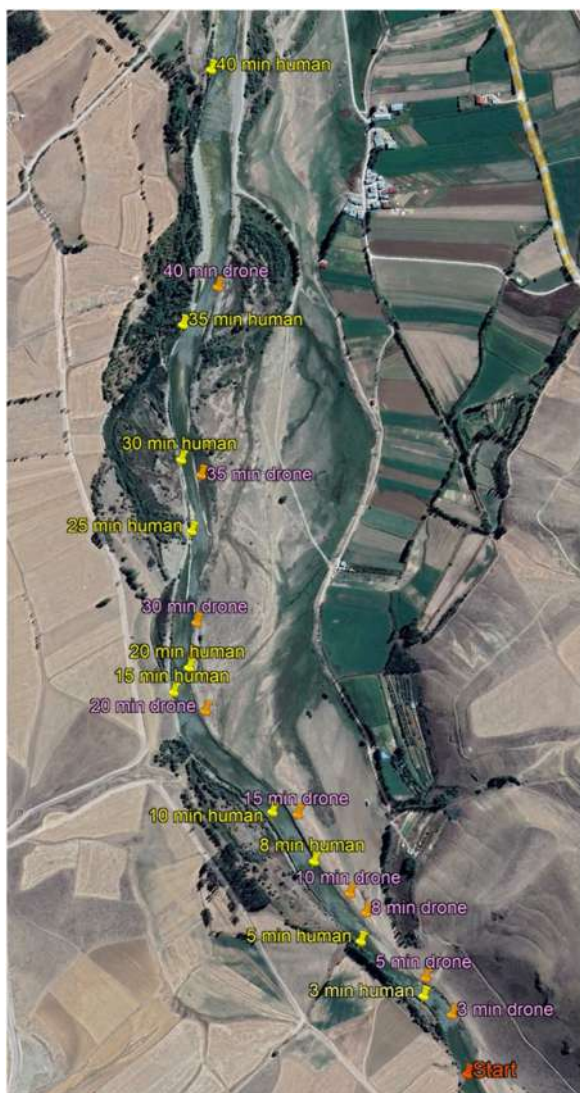 40 min human
40 min drone
35 min human
30 min human
35 min drone
25 min human
30 min drone
20 min human
15 min human
20 min drone
15 min drone
10 min human
8 min human
10 min drone
8 min drone
5 min human
5 min drone
3 min human
3 min drone
Start